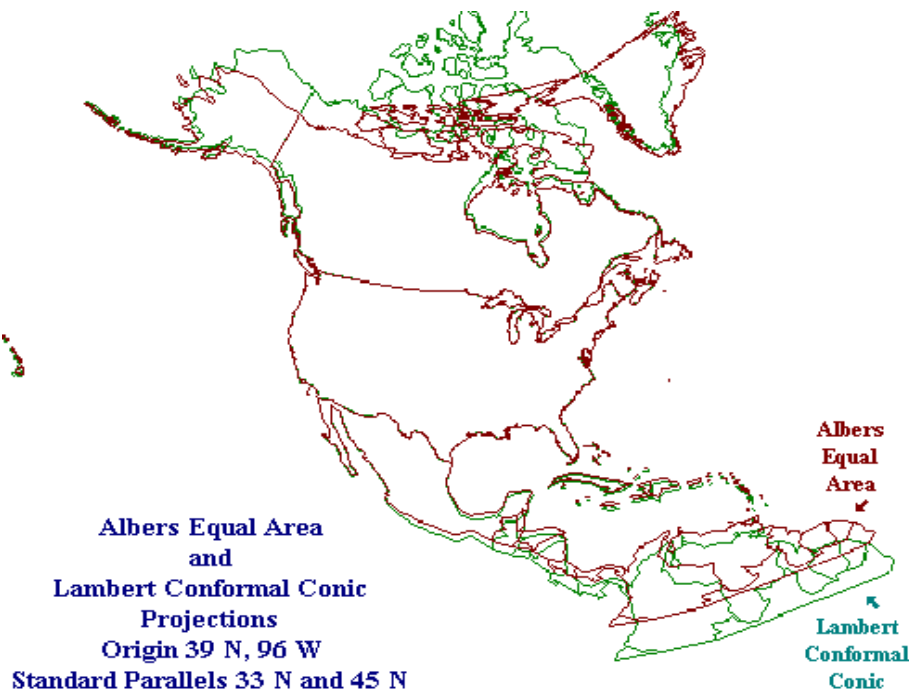 Albers
Equal
Area
Albers Equal Area
and
Lambert Conformal Conic
Projections
Origin 39 N, 96 W
Standard Parallels 33 N and 45 N
Lambert
Conformal
Conic